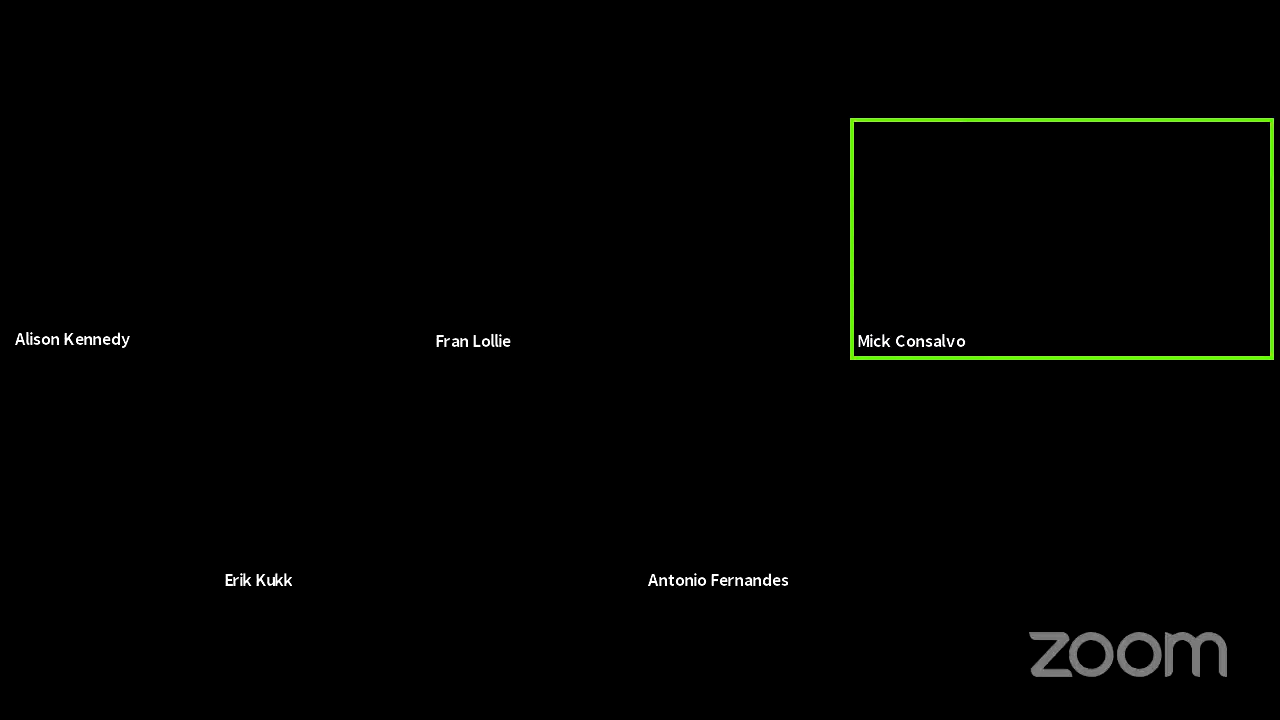 Alison Kennedy
Fran Lollie
Mick Consalvo
Erik Kukk
Antonio Fernandes
zoom